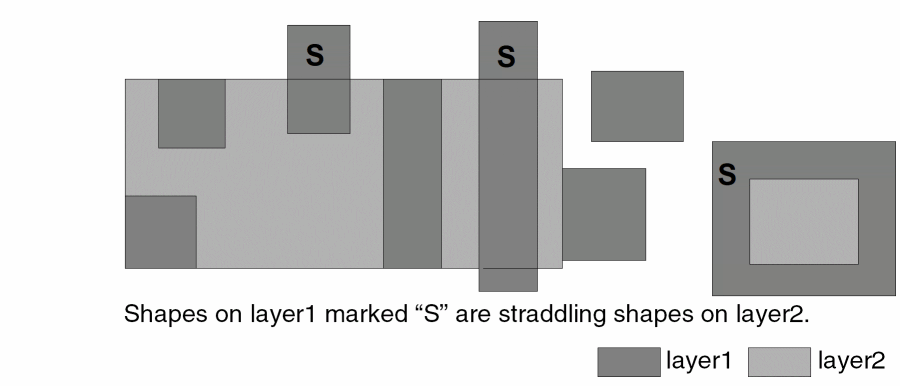 S
S
S
Shapes on layer1 marked “S” are straddling shapes on layer2.
layer1 layer2